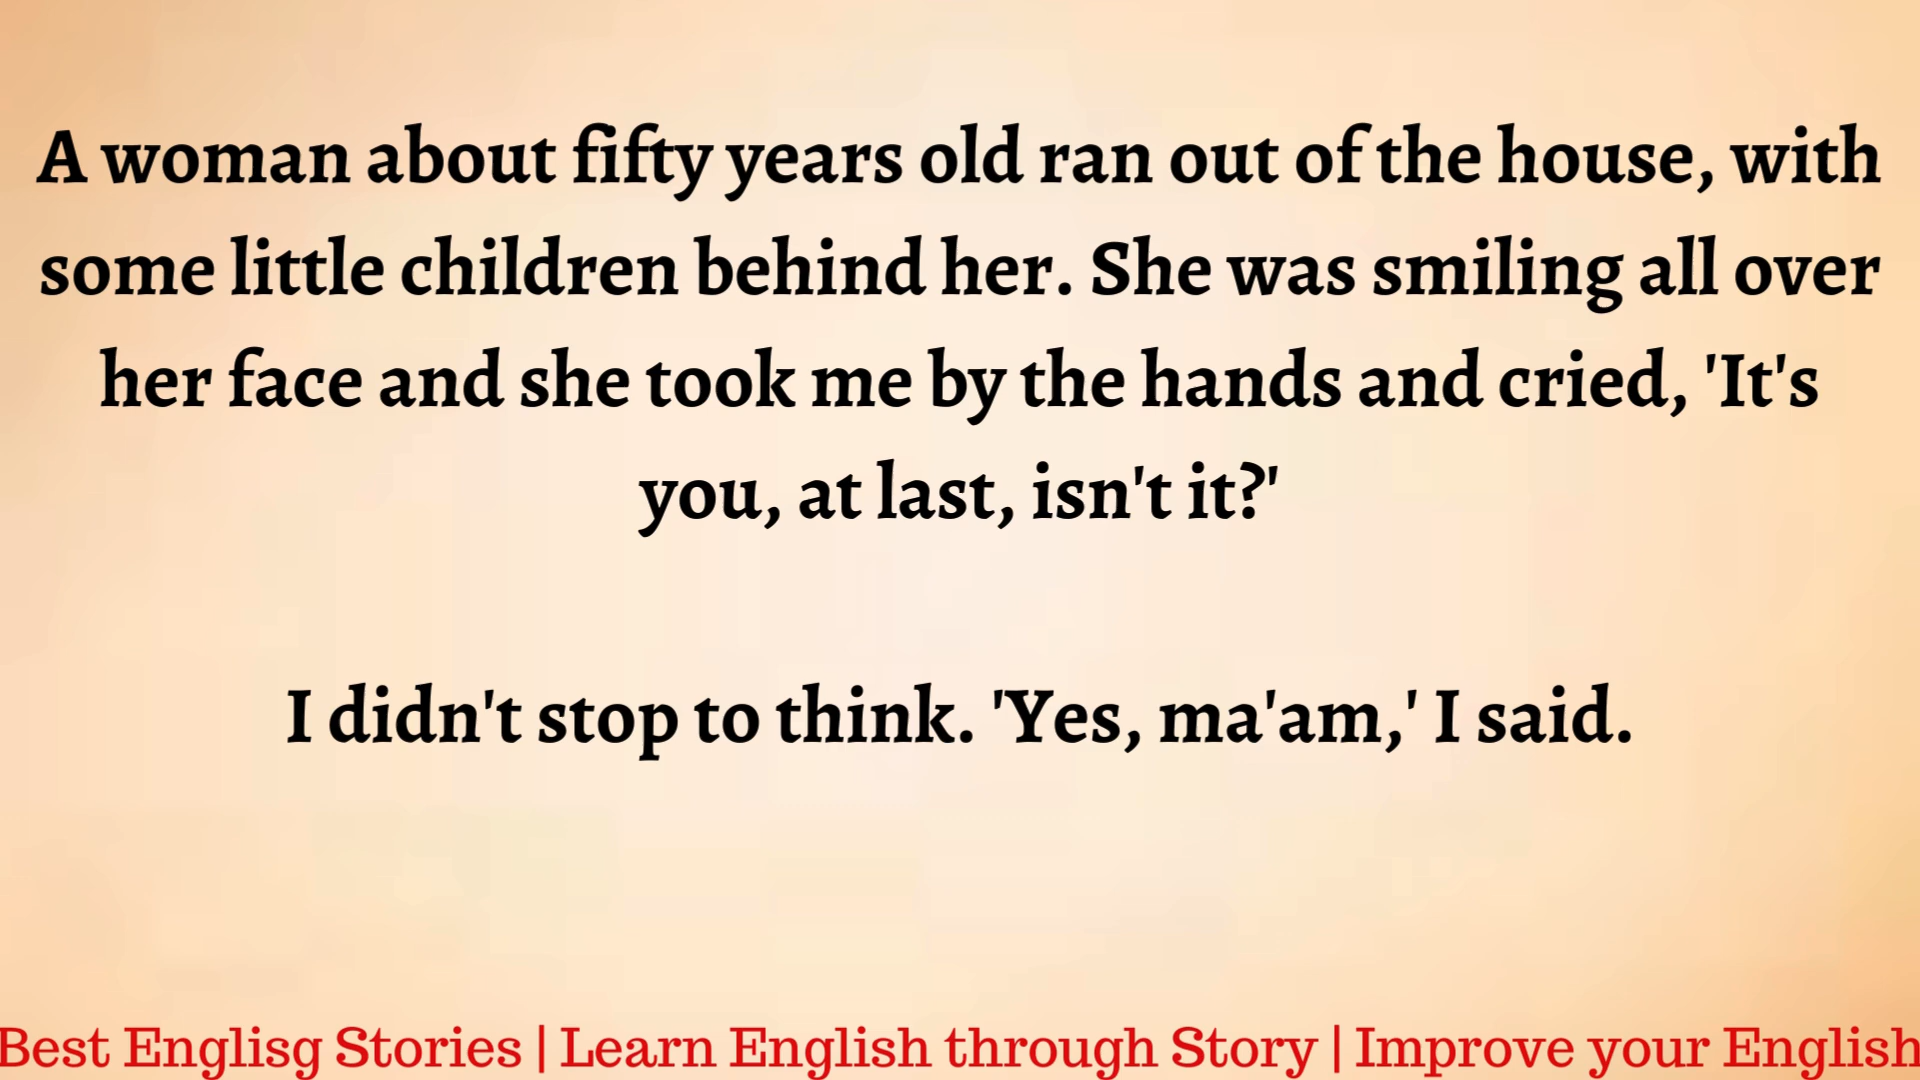 A woman about fifty years old ran out of the house, with
some little children behind her. She was smiling all over
her face and she took me by the hands and cried, 'It's
you, at last, isn't it?'
I didn't stop to think. 'Yes, ma'am,' I said.
Best Englisg Stories | Learn English through Story | Improve your English